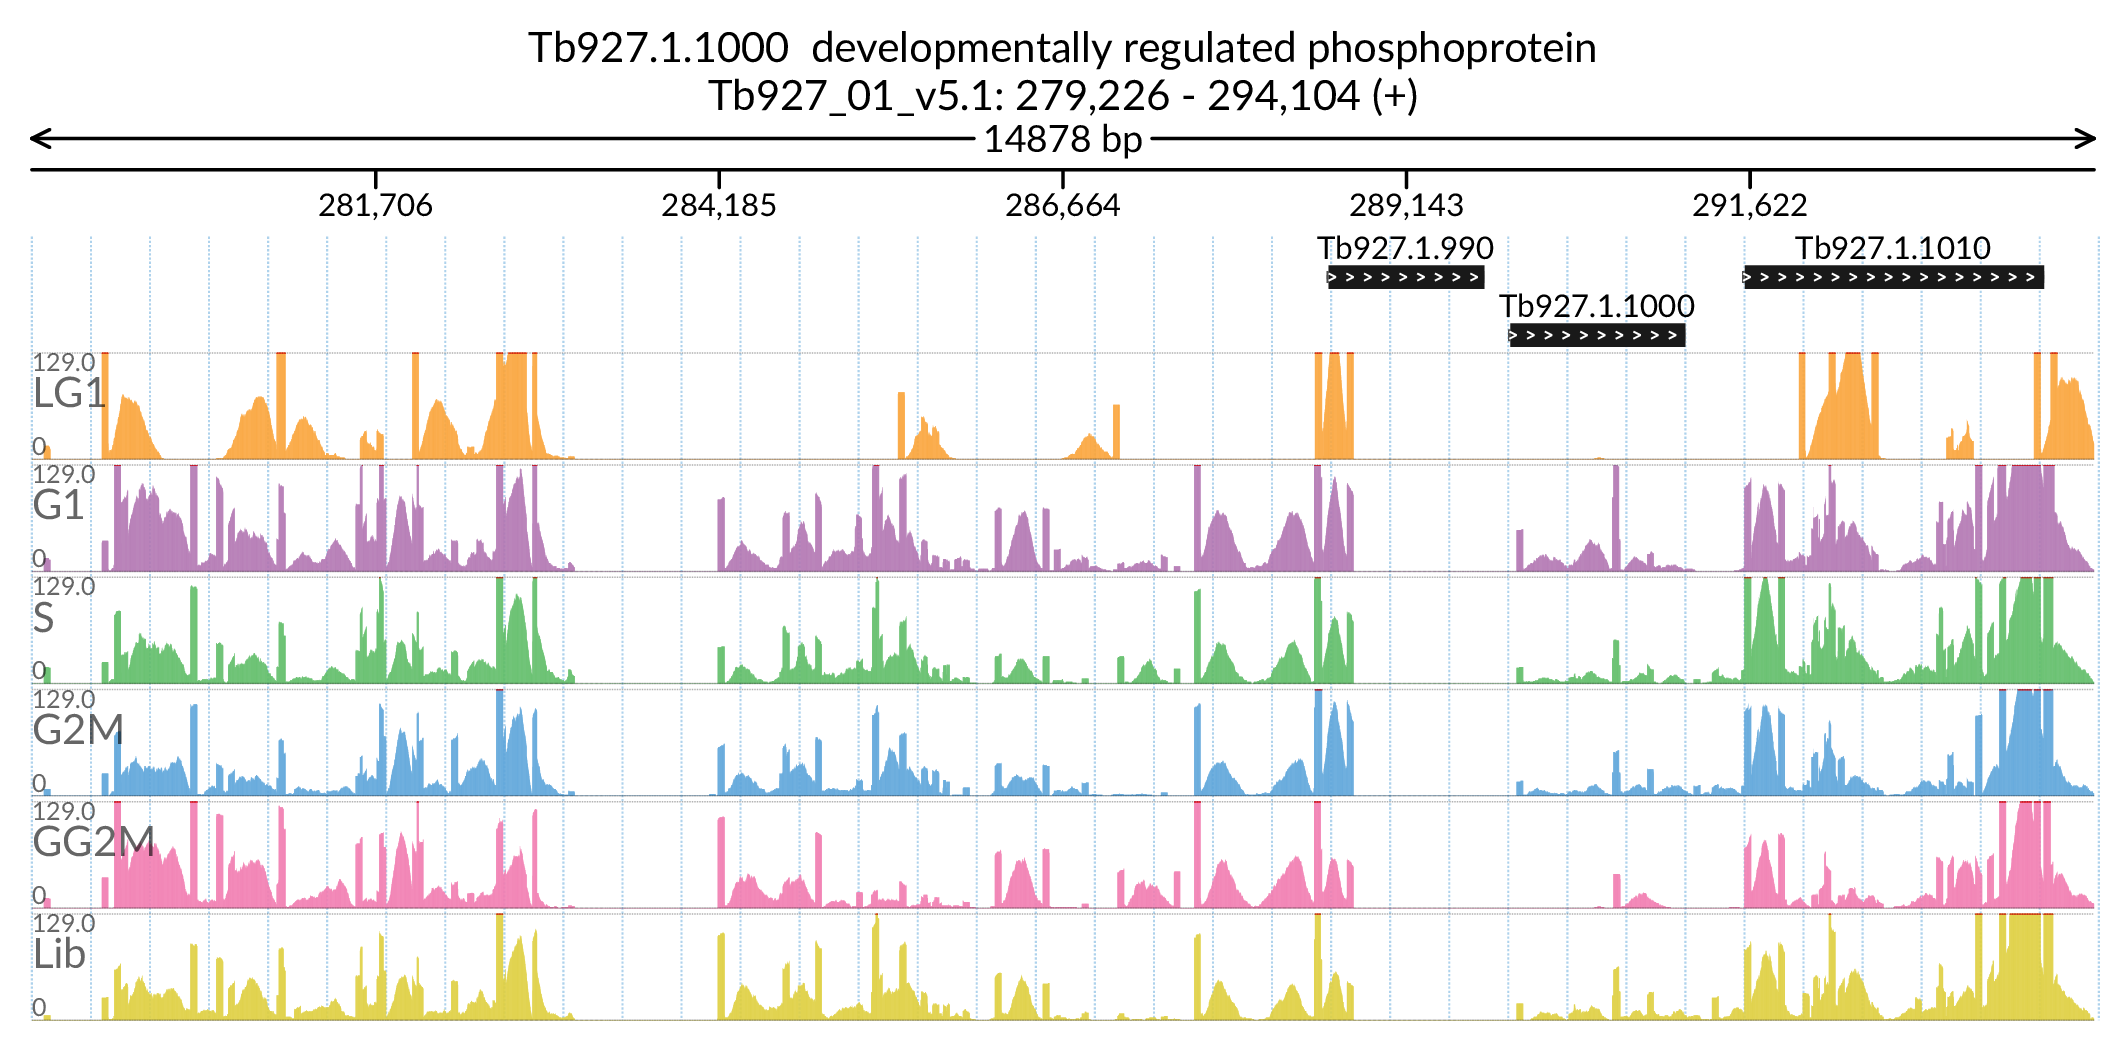 Tb927.1.1000  developmentally regulated phosphoprotein
Tb927_01_v5.1: 279,226 - 294,104 (+)
14878 bp
281,706 284,185 286,664 289,143 291,622
Tb927.1.990 Tb927.1.1010
Tb927.1.1000
129.0
LG1
0
129.0
G1
0
129.0
S
0
129.0
G2M
0
129.0
GG2M
0
129.0
Lib
0